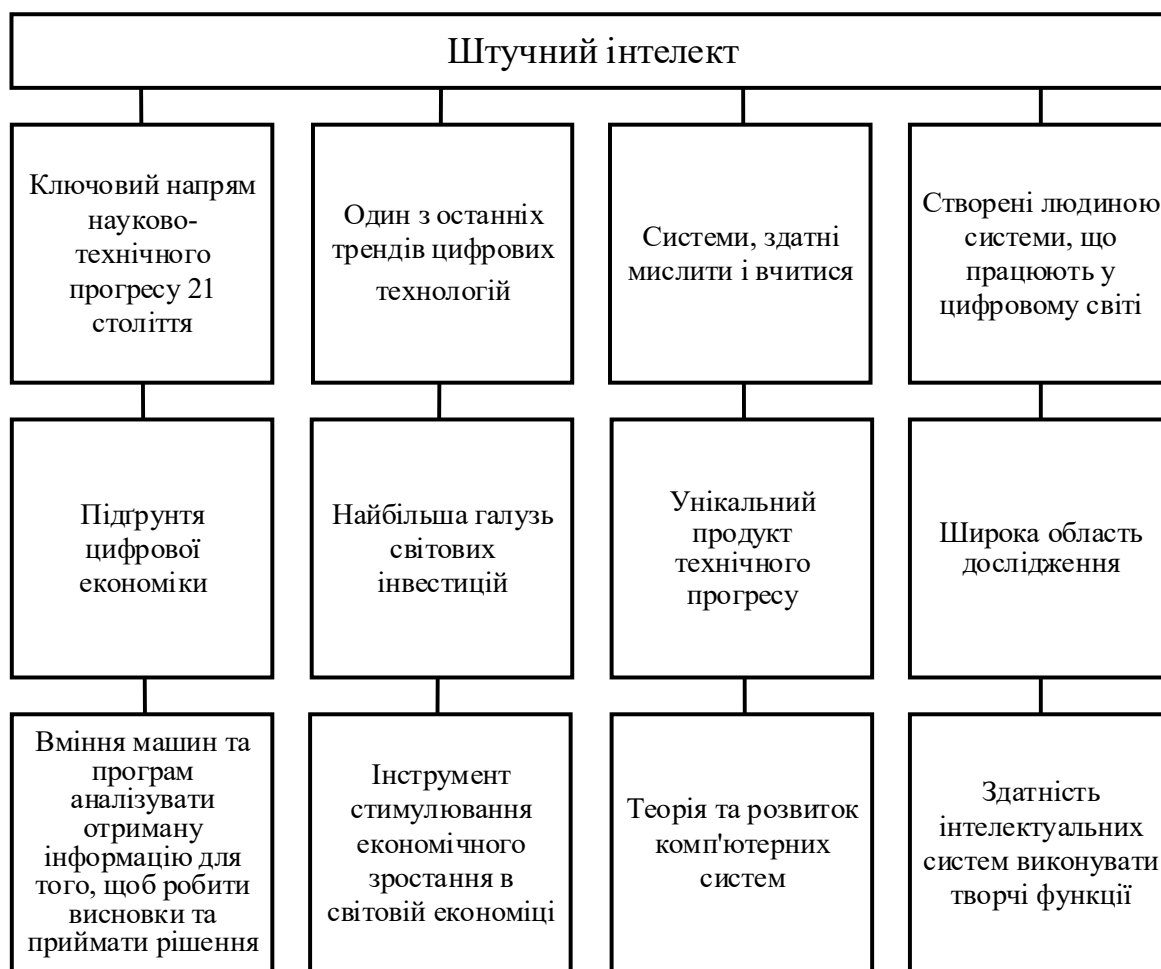 Штучний інтелект
Ключовий напрям
науково-
технічного
прогресу 21
століття
Один з останніх
трендів цифрових
технологій
Системи, здатні
мислити і вчитися
Створені людиною
системи, що
працюють у
цифровому світі
Підґрунтя
цифрової
економіки
Найбільша галузь
світових
інвестицій
Унікальний
продукт
технічного
прогресу
Широка область
дослідження
Вміння машин та
програм
аналізувати
отриману
інформацію для
того, щоб робити
висновки та
приймати рішення
Інструмент
стимулювання
економічного
зростання в
світовій економіці
Теорія та розвиток
комп'ютерних
систем
Здатність
інтелектуальних
систем виконувати
творчі функції